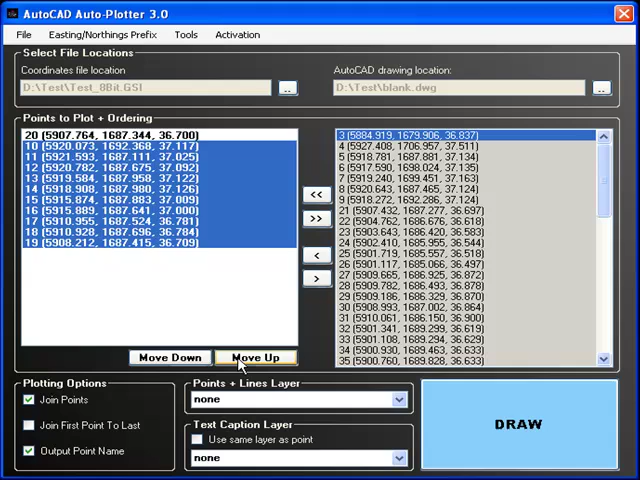 AutoCAD Auto-Plotter 3.0
File Easting/Northings Prefix Tools Activation
Select File Locations
Coordinates file location
AutoCAD drawing location:
D:\Test\Test_8Bit.GSI
..
D:\Test\blank.dwg
..
Points to Plot + Ordering
20 (5907.764, 1687.344, 36.700)
10 (5920.073, 1692.368, 37.117)
11 (5921.593, 1687.111, 37.025)
12 (5920.782, 1687.675, 37.092)
13 (5919.584, 1687.958, 37.122)
14 (5918.908, 1687.980, 37.126)
15 (5915.874, 1687.883, 37.009)
16 (5915.889, 1687.641, 37.000)
17 (5910.955, 1687.524, 36.781)
18 (5910.928, 1687.696, 36.784)
19 (5908.212, 1687.415, 36.709)
<<
>>
<
>
3 (5884.919, 1679.906, 36.837)
4 (5927.408, 1706.957, 37.511)
5 (5918.781, 1687.881, 37.134)
6 (5917.590, 1698.024, 37.135)
7 (5919.240, 1699.451, 37.163)
8 (5920.643, 1687.465, 37.124)
9 (5918.272, 1692.286, 37.124)
21 (5907.432, 1687.277, 36.697)
22 (5904.762, 1686.678, 36.618)
23 (5903.643, 1686.420, 36.583)
24 (5902.410, 1685.955, 36.544)
25 (5901.719, 1685.557, 36.518)
26 (5901.117, 1685.066, 36.497)
27 (5909.665, 1686.925, 36.872)
28 (5909.782, 1686.493, 36.878)
29 (5909.186, 1686.329, 36.870)
30 (5908.993, 1687.002, 36.864)
31 (5910.061, 1686.150, 36.900)
32 (5901.341, 1689.299, 36.619)
33 (5901.108, 1689.294, 36.629)
34 (5900.930, 1689.463, 36.633)
35 (5900.760, 1689.828, 36.633)
Move Down
Move Up
Plotting Options
Join Points
Join First Point To Last
Output Point Name
Points + Lines Layer
none
Text Caption Layer
Use same layer as point
none
DRAW